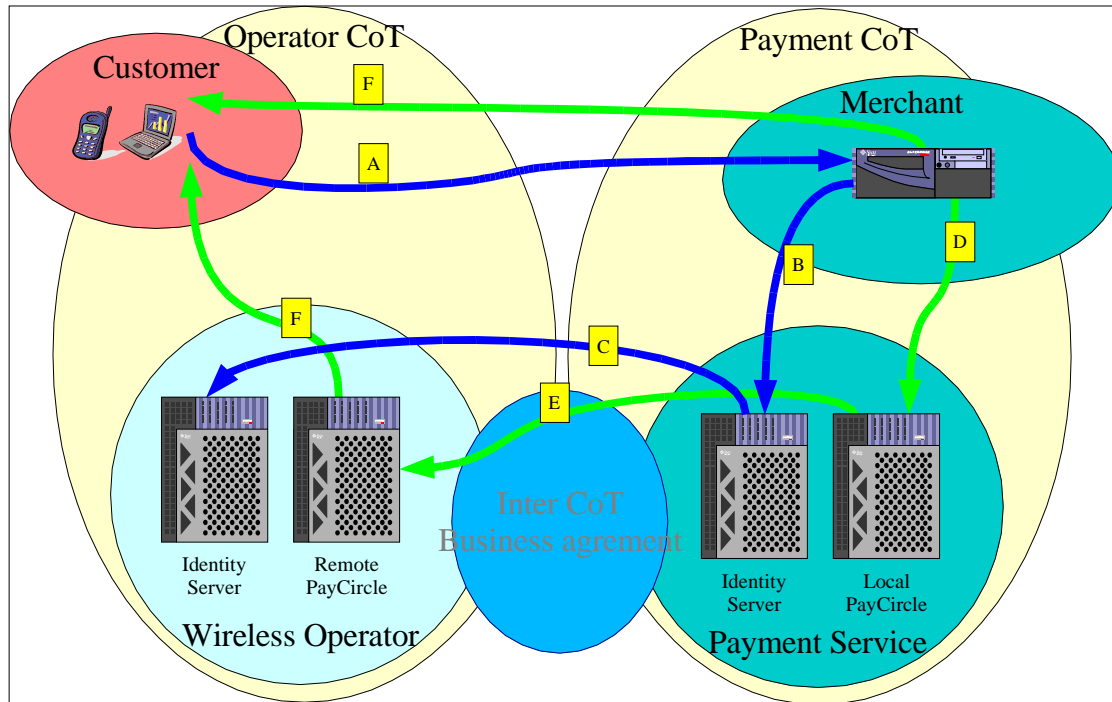 Operator CoT
Payment CoT
Customer
F
Merchant
A
D
B
F
C
E
Inter CoT
Business agrement
Identity
Server
Remote
PayCircle
Identity
Server
Local
PayCircle
Wireless Operator
Payment Service